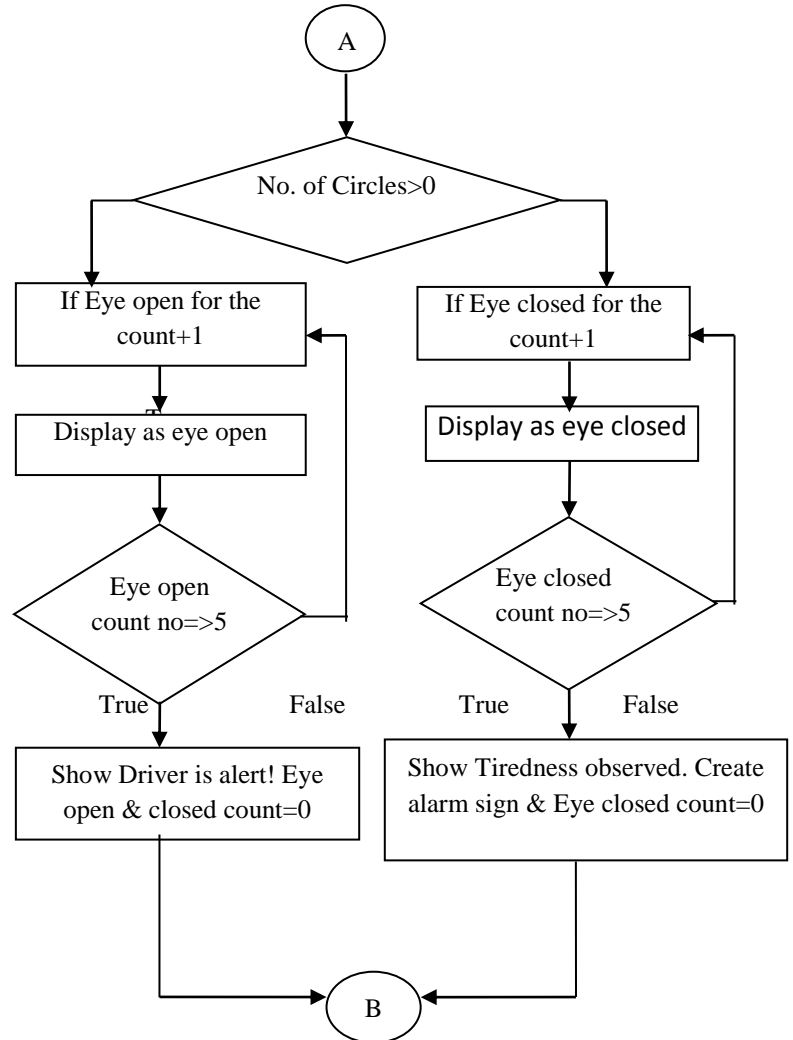 A
No. of Circles>0
If Eye open for the
count+1
Display as eye open
Eye open
count no=>5
True
False
Show Driver is alert! Eye
open & closed count=0
If Eye closed for the
count+1
Display as eye closed
Eye closed
count no=>5
True
False
Show Tiredness observed. Create
alarm sign & Eye closed count=0
B